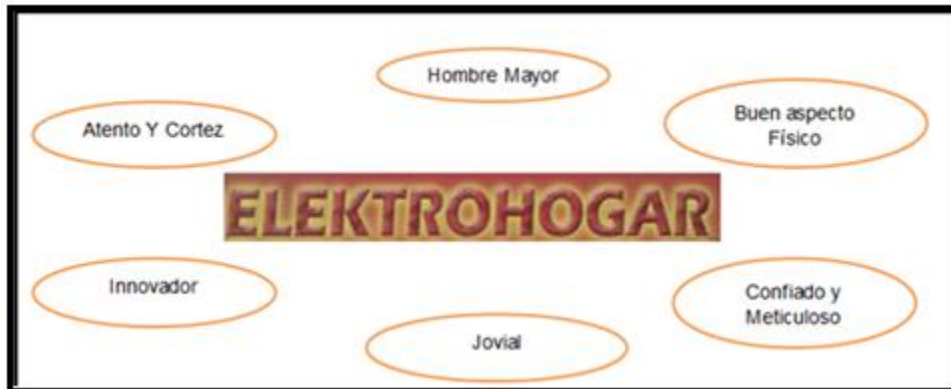 Hombre Mayor
Atento Y Cortez
Buen aspecto
Físico
ELEKTROHOGAR
Innovador
Confiado y
Meticuloso
Jovial